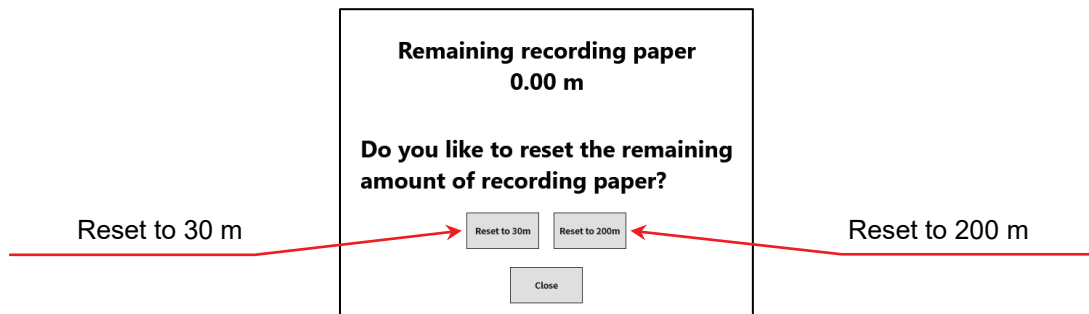 Remaining recording paper
0.00 m
Do you like to reset the remaining
amount of recording paper?
Reset to 30 m
Reset to 30m
Reset to 200m
Reset to 200 m
Close